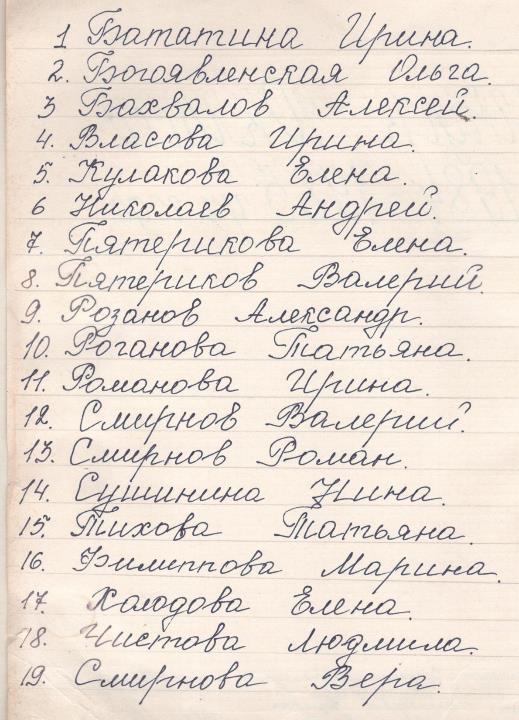 1 Бататина Ирина.
2. Богоявленская Ольга.
3 Бахвалов Алексей.
4. Власова Ирина.
5. Кулакова Елена.
6 Николаев Андрей.
7. Пятерикова Елена.
8. Пятериков Валерий.
9. Розанов Александр.
10. Роганова Татьяна.
11. Романова Ирина.
12. Смирнов Валерий.
13. Смирнов Роман.
14. Сушинина Нина.
15. Тихова Татьяна.
16. Филиппова Марина.
17. Холодова Елена.
18. Чистова Людмила.
19. Смирнова Вера.